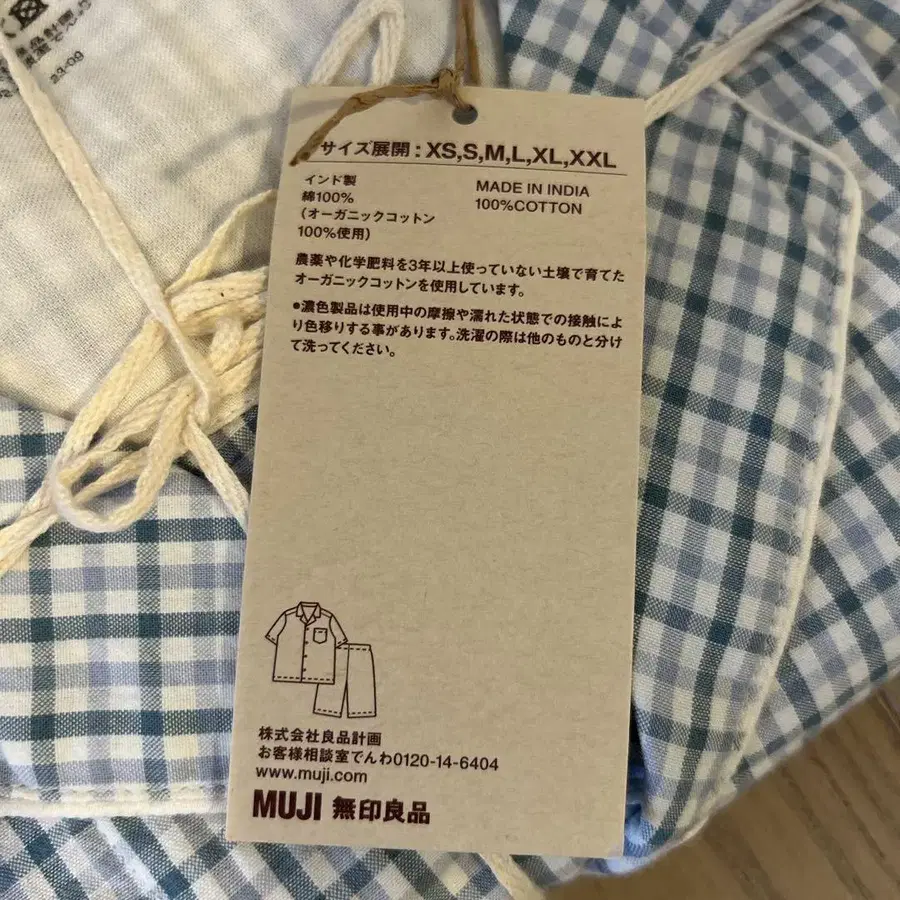 サイズ展開:XS,S,M,L,XL,XXL
インド製
綿100%
(オーガニックコットン
100%使用)
MADE IN INDIA
100%COTTON
農薬や化学肥料を3年以上使っていない土壌で育てた
オーガニックコットンを使用しています。
●濃色製品は使用中の摩擦や濡れた状態での接触によ
り色移りする事があります。洗濯の際は他のものと分け
て洗ってください。
株式会社良品計画
お客様相談室でんわ0120-14-6404
www.muji.com
MUJI 無印良品